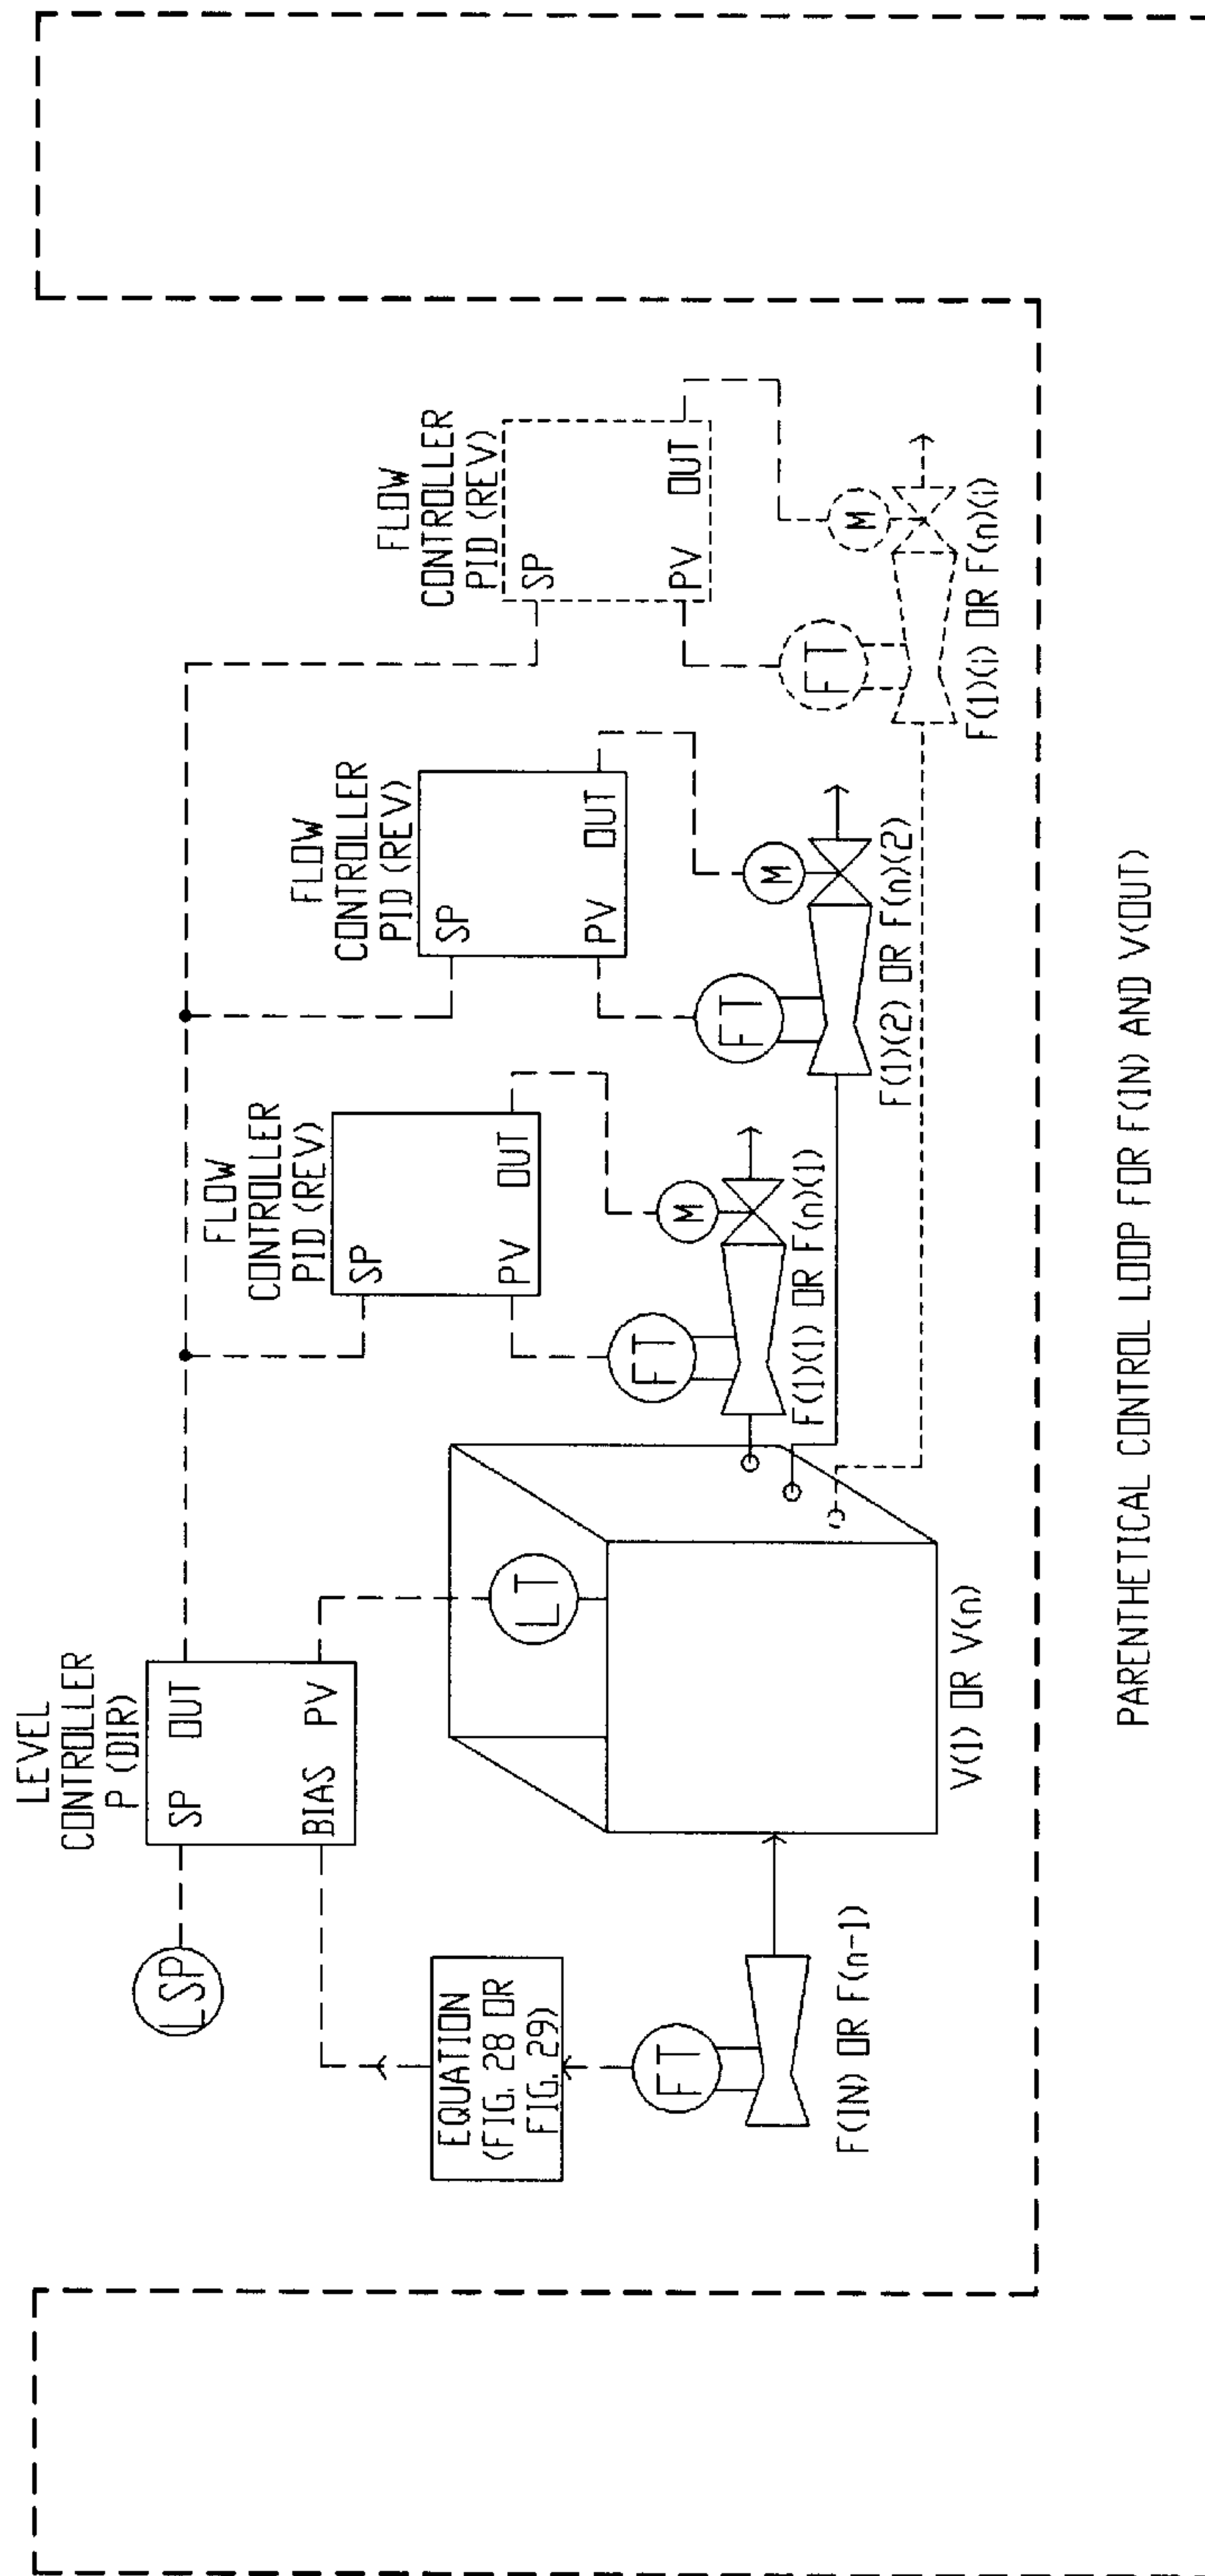 LEVEL
CONTROLLER
P (DIR)
LSP
SP OUT
BIAS PV
EQUATION
(FIG. 28 OR
FIG. 29)
FT
F(IN) OR F(n-1)
LT
V(1) OR V(n)
FLOW
CONTROLLER
PID (REV)
SP
PV OUT
FT
M
F(1)(1) OR F(n)(1)
FLOW
CONTROLLER
PID (REV)
SP
PV OUT
FT
M
F(1)(2) OR F(n)(2)
FLOW
CONTROLLER
PID (REV)
SP
PV OUT
FT
M
F(1)(i) OR F(n)(i)
PARENTHETICAL CONTROL LOOP FOR F(IN) AND V(OUT)